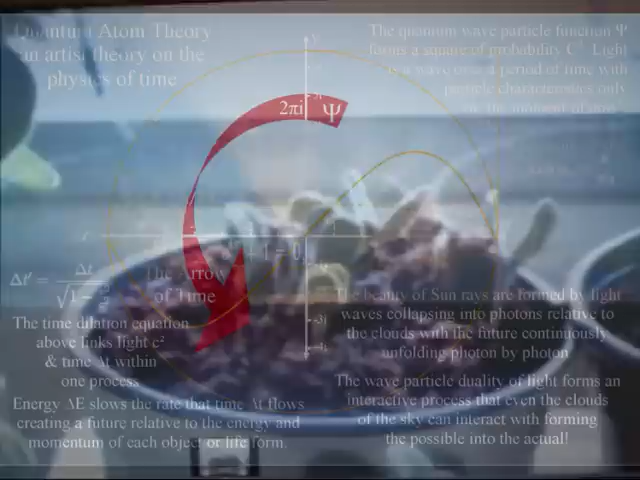 Quantum Atom Theory
an artist theory on the
physics of time
The quantum wave particle function Ψ
forms a square of probability C² Light
is a wave over a period of time with
particle characteristics only
2πi Ψ
+ 1 = 0
The Arrow
of Time
Δt' = Δt
√1 −
The time dilation equation
above links light c²
& time Δt within
one process
Energy ΔE slows the rate that time Δt flows
creating a future relative to the energy and
momentum of each object or life form.
The beauty of Sun rays are formed by light
waves collapsing into photons relative to
the clouds with the future continuously
unfolding photon by photon
The wave particle duality of light forms an
interactive process that even the clouds
of the sky can interact with forming
the possible into the actual!